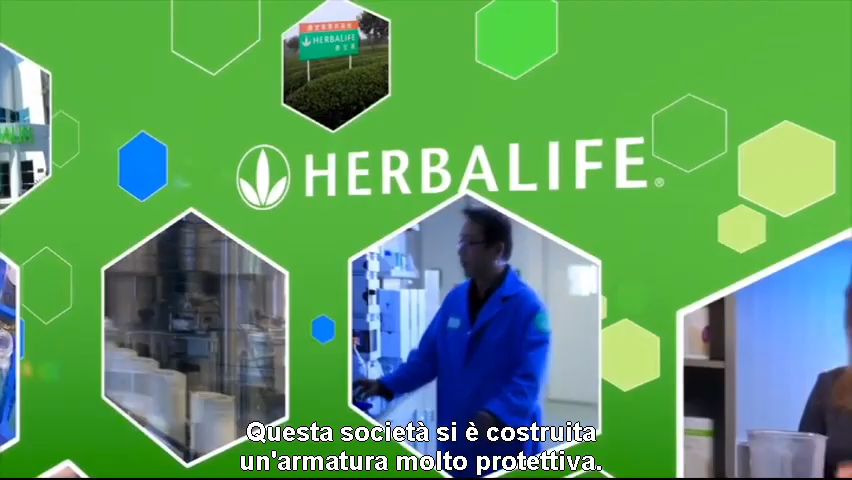 HERBALIFE
HERBALIFE®
Questa società si è costruita
un'armatura molto protettiva.